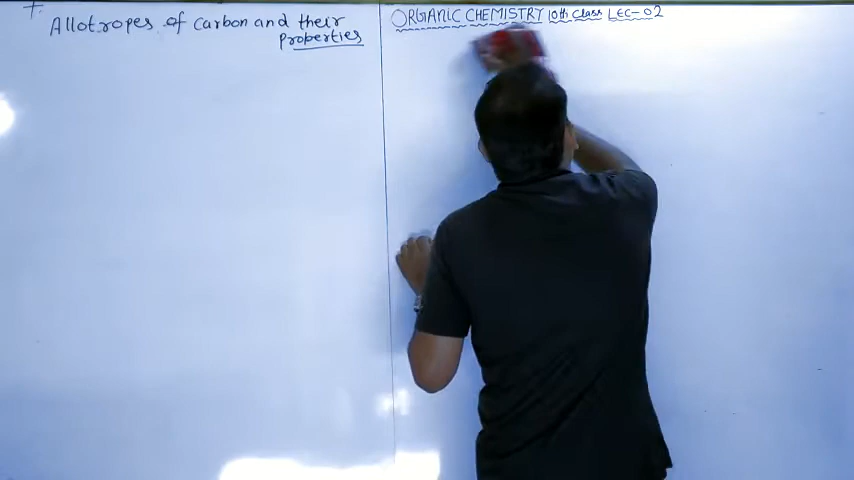 Allotropes of Carbon and their
Properties
ORGANIC CHEMISTRY 10th Class LEC-02